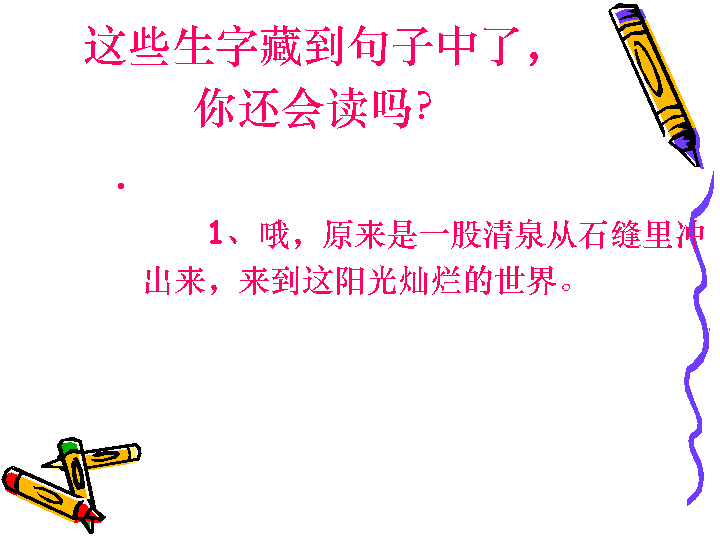 这些生字藏到句子中了，
你还会读吗?
.
1、哦，原来是一股清泉从石缝里冲
出来，来到这阳光灿烂的世界。